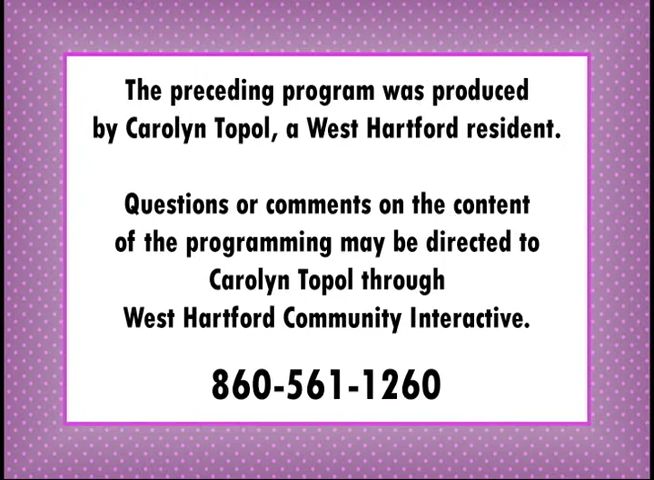 The preceding program was produced
by Carolyn Topol, a West Hartford resident.
Questions or comments on the content
of the programming may be directed to
Carolyn Topol through
West Hartford Community Interactive.
860-561-1260